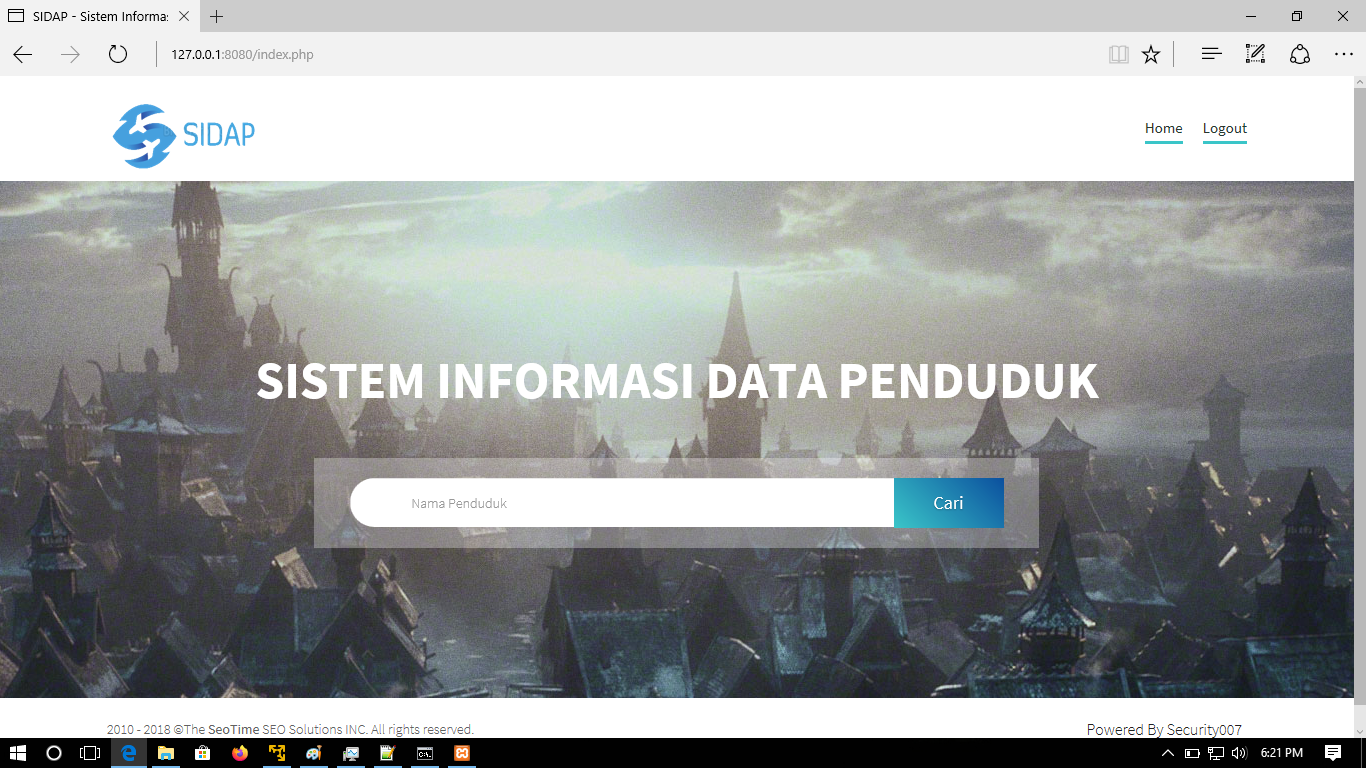 SIDAP - Sistem Informas
127.0.0.1:8080/index.php
SIDAP
Home Logout
SISTEM INFORMASI DATA PENDUDUK
Nama Penduduk
Cari
2010 - 2018 ©The SeoTime SEO Solutions INC. All rights reserved.
Powered By Security007
C:\.
6:21 PM